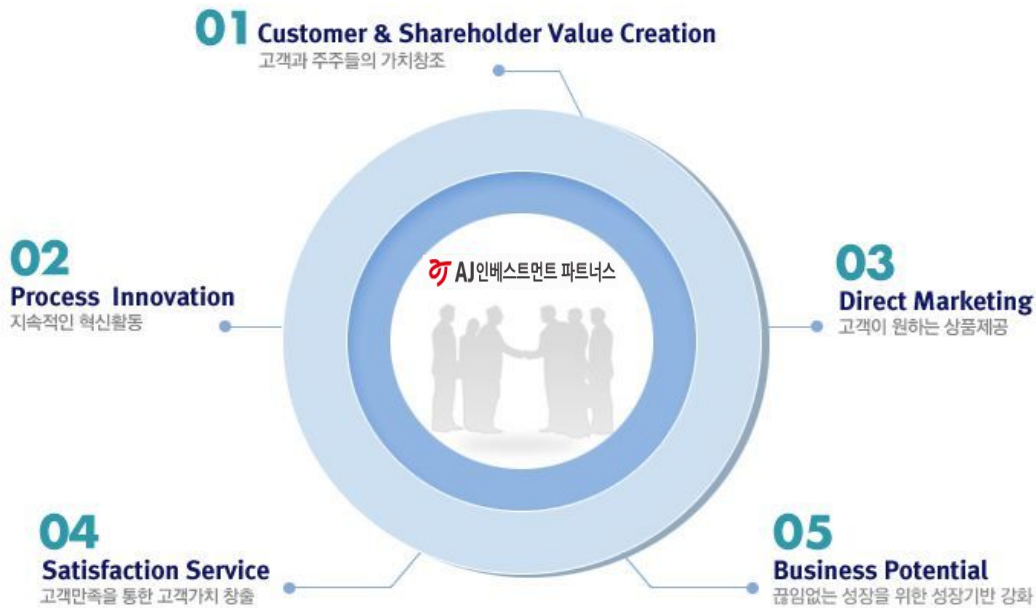 01 Customer & Shareholder Value Creation
고객과 주주들의 가치창조
02
Process Innovation
지속적인 혁신활동
AJ인베스트먼트 파트너스
03
Direct Marketing
고객이 원하는 상품제공
04
Satisfaction Service
고객만족을 통한 고객가치 창출
05
Business Potential
끊임없는 성장을 위한 성장기반 강화